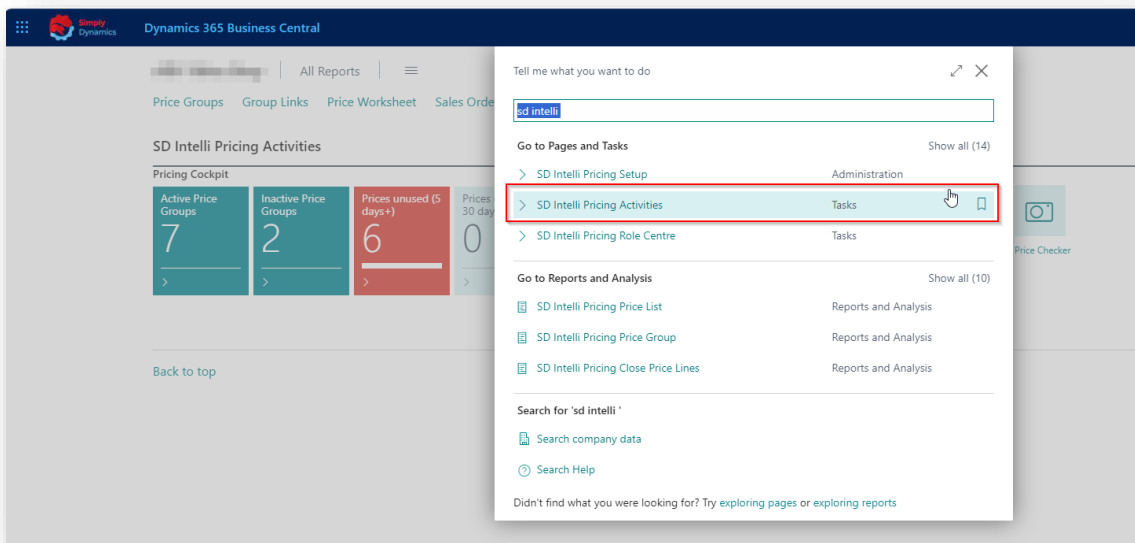 Simply
Dynamics
Dynamics 365 Business Central
All Reports
Price Groups Group Links Price Worksheet Sales Orde
SD Intelli Pricing Activities
Pricing Cockpit
Active Price
Groups
7
Inactive Price
Groups
2
Prices unused (5
days+)
6
Prices
30 day
0
Price Checker
Back to top
Tell me what you want to do
sd intelli
Go to Pages and Tasks Show all (14)
SD Intelli Pricing Setup Administration
SD Intelli Pricing Activities Tasks
SD Intelli Pricing Role Centre Tasks
Go to Reports and Analysis Show all (10)
SD Intelli Pricing Price List Reports and Analysis
SD Intelli Pricing Price Group Reports and Analysis
SD Intelli Pricing Close Price Lines Reports and Analysis
Search for 'sd intelli '
Search company data
Search Help
Didn't find what you were looking for? Try exploring pages or exploring reports